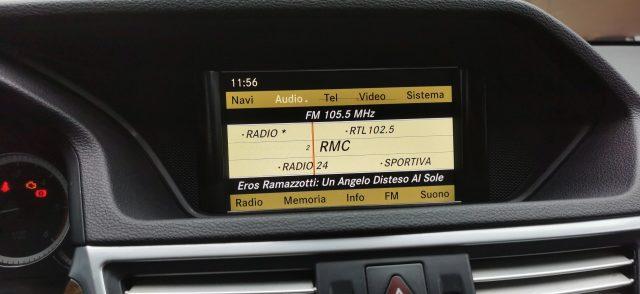 11:56
Navi Audio. Tel Video Sistema
FM 105.5 MHz
·RADIO * ·RTL102.5
2 RMC
·RADIO 24 ·SPORTIVA
Eros Ramazzotti: Un Angelo Disteso Al Sole
Radio Memoria Info FM Suono